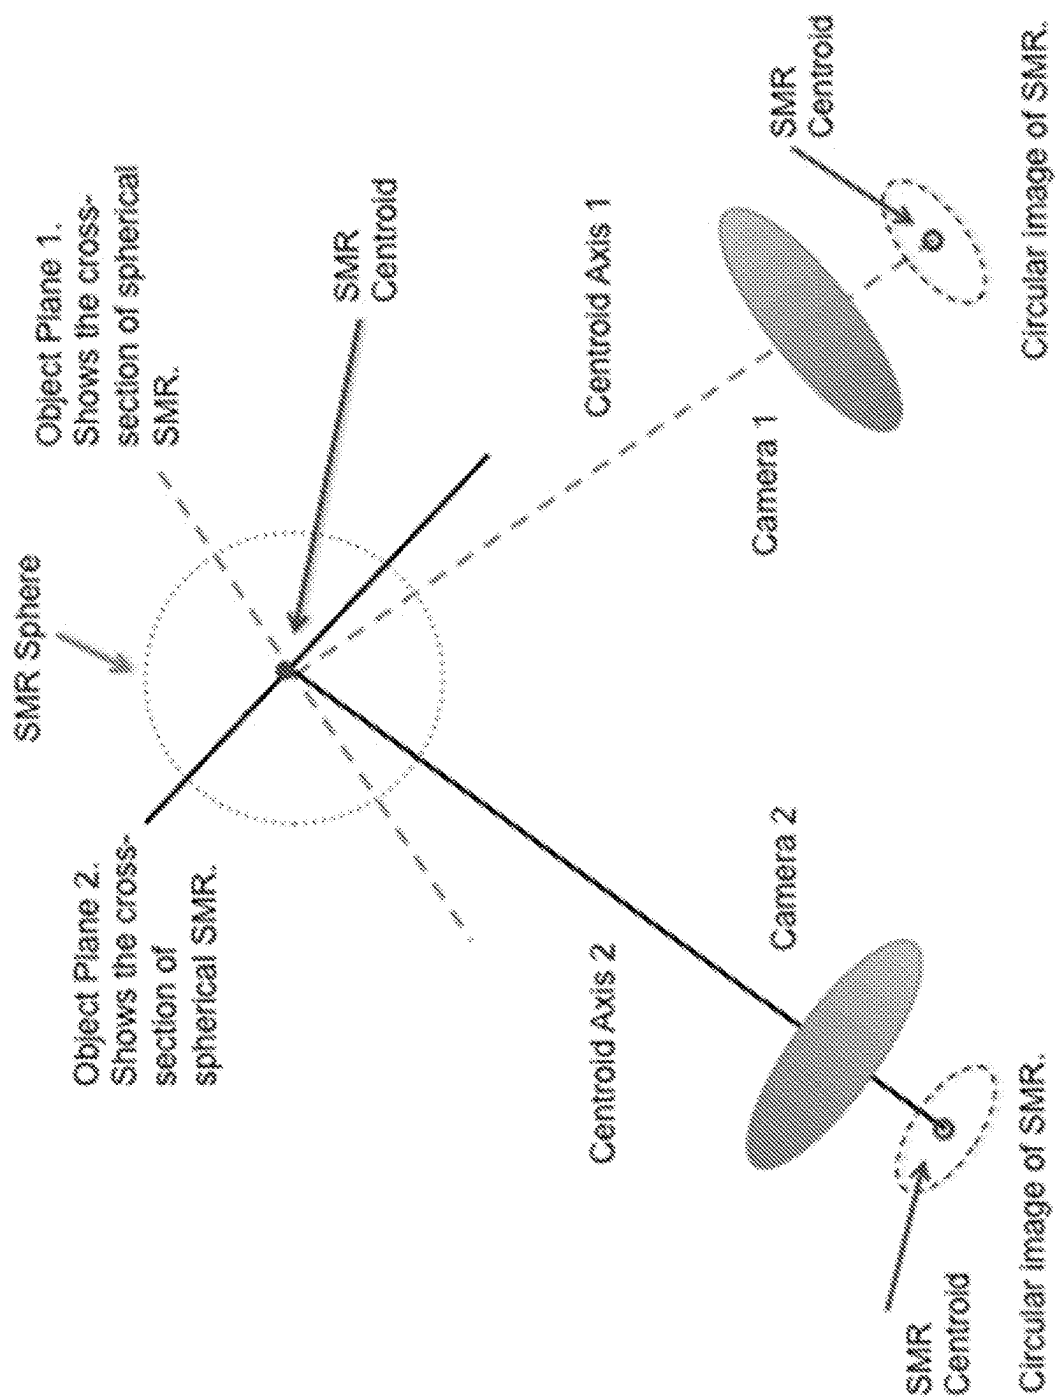 SMR Sphere
Object Plane 2.
Shows the cross-
section of
spherical SMR.
Object Plane 1.
Shows the cross-
section of spherical
SMR.
SMR
Centroid
Centroid Axis 2
Centroid Axis 1
Camera 2
Camera 1
SMR
Centroid
SMR
Centroid
Circular image of SMR.
Circular image of SMR.